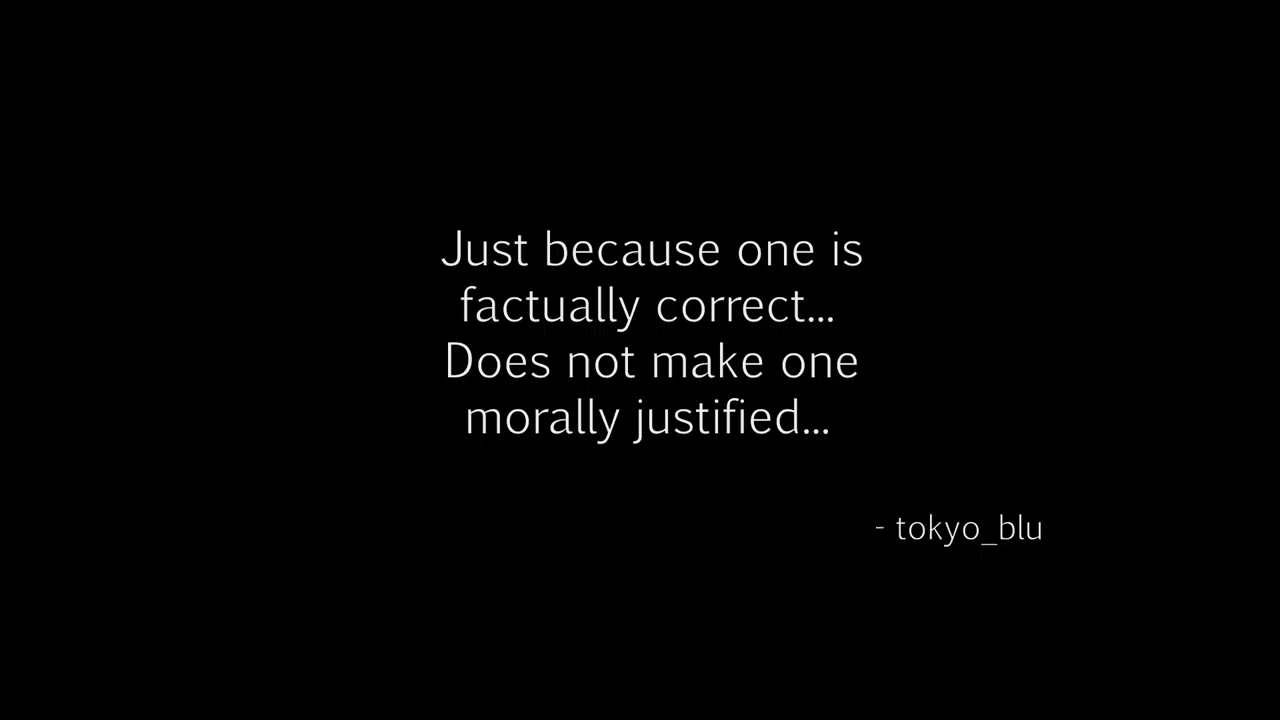 Just because one is
factually correct...
Does not make one
morally justified...
- tokyo_blu